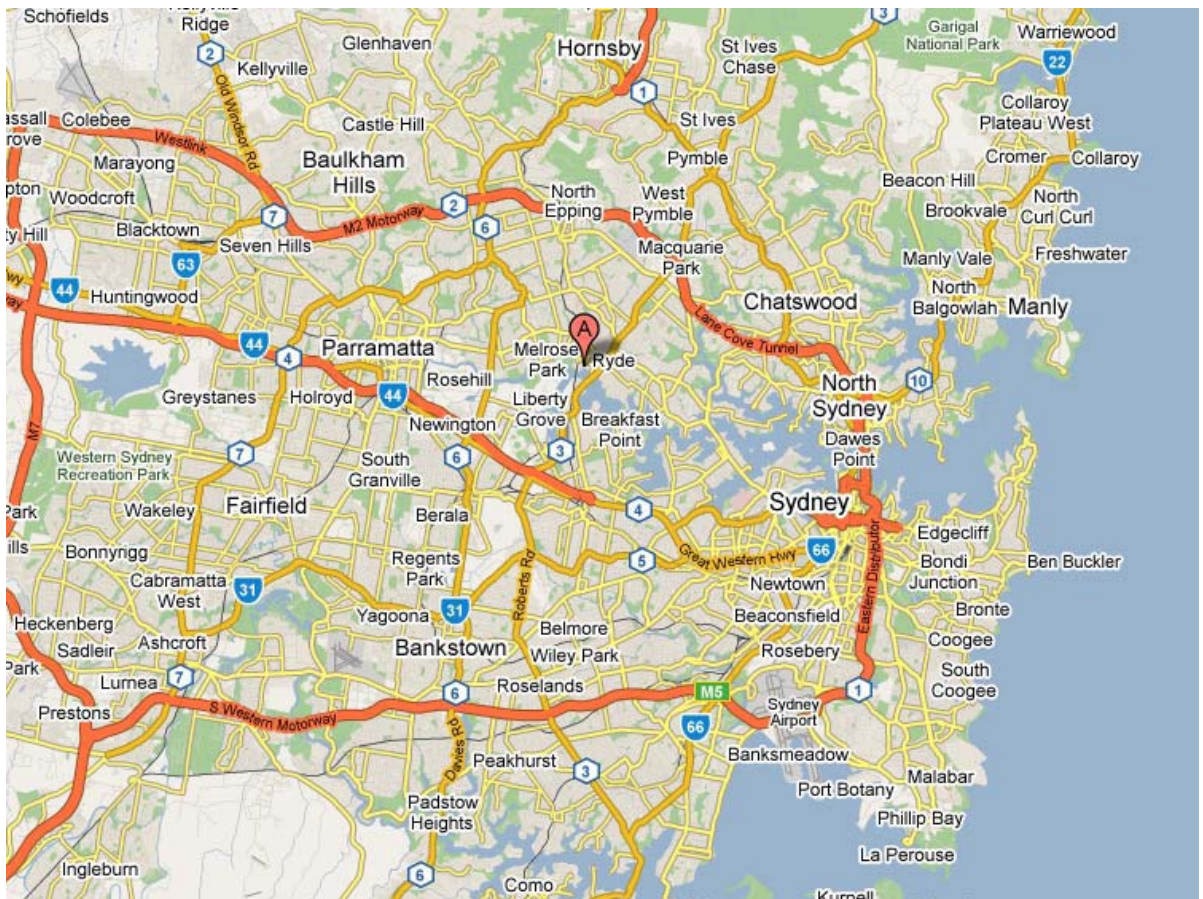 Schofields
Ridge
2
Kellyville
Glenhaven
Hornsby
St Ives
Chase
3
Garigal
National Park
Warriewood
22
1
Old Windsor Rd
Colebee
Westlink
Castle Hill
St Ives
Collaroy
Plateau West
Marayong
Baulkham
Hills
Pymble
Cromer
Collaroy
Woodcroft
North
Epping
West
Pymble
Beacon Hill
North
Curl Curl
Brookvale
Blacktown
7
M2 Motorway
2
6
Seven Hills
Macquarie
Park
Manly Vale
Freshwater
63
44
Huntingwood
Chatswood
North
Balgowlah
Manly
Lane Cove Tunnel
44
4
Parramatta
A
Melrose
Park
Ryde
Rosehill
Greystanes
Holroyd
44
Liberty
Grove
North
Sydney
10
Newington
Breakfast
Point
Dawes
Point
M7
7
6
3
Western Sydney
Recreation Park
South
Granville
Fairfield
Wakeley
Berala
4
Sydney
Edgecliff
Park
Bonnyrigg
Regents
Park
Roberts Rd
5
Great Western Hwy
66
Eastern Distributor
Bondi
Junction
Ben Buckler
Cabramatta
West
31
Newtown
Yagoona
31
Beaconsfield
Bronte
Heckenberg
Ashcroft
Belmore
Coogee
Sadleir
Bankstown
Wiley Park
Rosebery
Park
Lurnea
7
6
Roselands
M5
1
South
Coogee
Prestons
S Western Motorway
Sydney
Airport
66
Davies Rd
Peakhurst
3
Banksmeadow
Malabar
Port Botany
Padstow
Heights
Phillip Bay
La Perouse
Ingleburn
6
Como
Kurnell